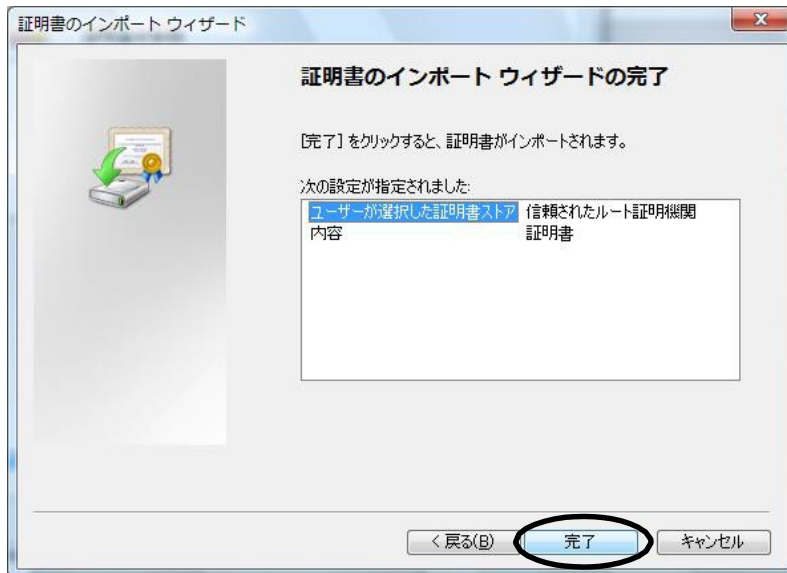 証明書のインポート ウィザード
証明書のインポート ウィザードの完了
[完了] をクリックすると、証明書がインポートされます。
次の設定が指定されました:
ユーザーが選択した証明書ストア 信頼されたルート証明機関
内容 証明書
< 戻る(B) 完了 キャンセル